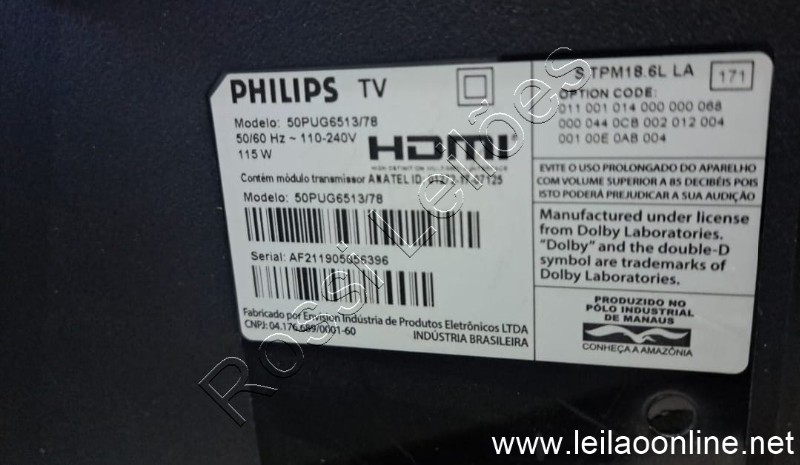 PHILIPS TV
Modelo: 50PUG6513/78
50/60 Hz ~ 110-240V
115 W
HDMI
HIGH DEFINITION MULTIMEDIA INTERFACE
Contém módulo transmissor ANATEL ID
Modelo: 50PUG6513/78
Serial: AF211905056396
Fabricado por Envision Indústria de Produtos Eletrônicos LTDA
CNPJ: 04.176.689/0001-60
INDÚSTRIA BRASILEIRA
TPM18.6L LA
171
OPTION CODE:
011 001 014 000 000 068
000 044 0CB 002 012 004
001 00E 0AB 004
EVITE O USO PROLONGADO DO APARELHO
COM VOLUME SUPERIOR A 85 DECIBÉIS POIS
ISTO PODERÁ PREJUDICAR A SUA AUDIÇÃO
Manufactured under license
from Dolby Laboratories.
"Dolby" and the double-D
symbol are trademarks of
Dolby Laboratories.
PRODUZIDO NO
PÓLO INDUSTRIAL
DE MANAUS
CONHEÇA A AMAZÔNIA
Rossi Leilões
www.leilaoonline.net